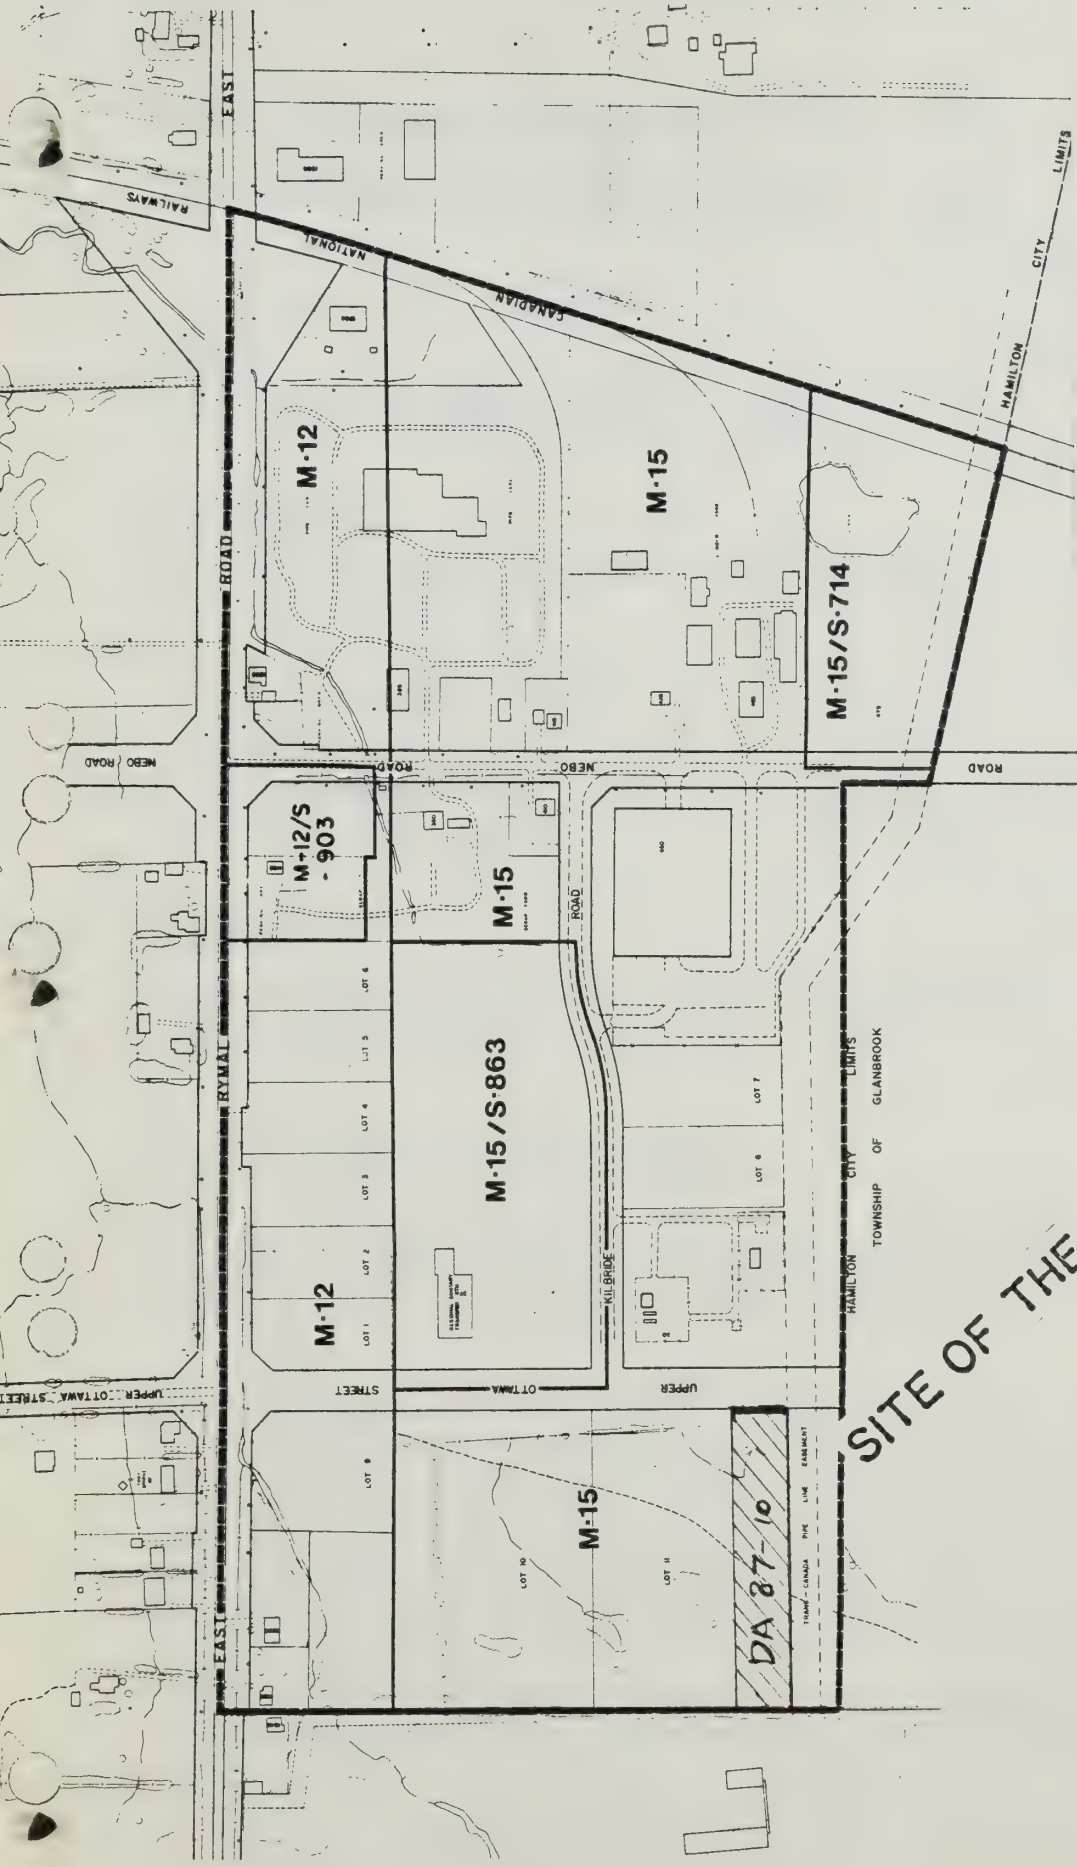 EAST
RAILWAYS
NATIONAL
CANADIAN
HAMILTON CITY LIMITS
M-12
M-15
M-15/S-714
475
ROAD
NEBO ROAD
ROAD
NEBO
ROAD
M-12/S
- 903
M-15
ROAD
RYMAL
LOT 6
LOT 5
LOT 4
LOT 3
LOT 2
LOT 1
M-12
M-15/S-863
KILBRIDE
LOT 7
LOT 8
HAMILTON CITY LIMITS
TOWNSHIP OF GLANBROOK
UPPER OTTAWA STREET
STREET
OTTAWA
UPPER
LOT 9
M-15
LOT 10
LOT 11
DA 87-10
TRANS-CANADA PIPE LINE EASEMENT
EAST
SITE OF THE